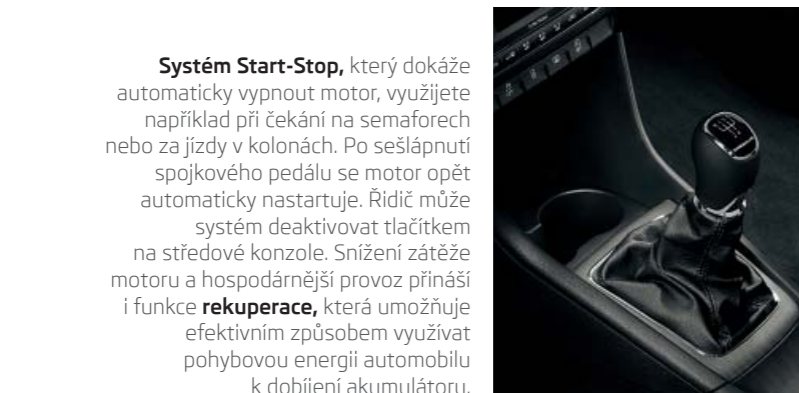 Systém Start-Stop, který dokáže
automaticky vypnout motor, využijete
například při čekání na semaforech
nebo za jízdy v kolonách. Po sešlápnutí
spojkového pedálu se motor opět
automaticky nastartuje. Řidič může
systém deaktivovat tlačítkem
na středové konzole. Snížení zátěže
motoru a hospodárnější provoz přináší
i funkce rekuperace, která umožňuje
efektivním způsobem využívat
pohybovou energii automobilu
k dobíjení akumulátoru.